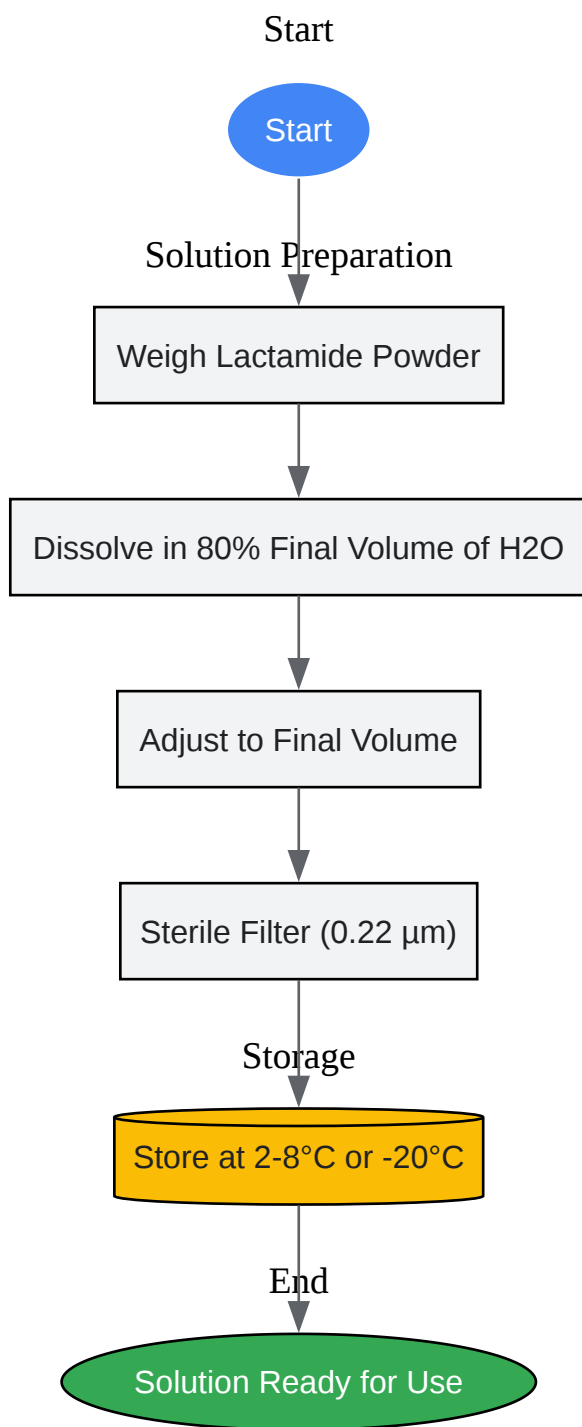 Start
Start
Solution Preparation
Weigh Lactamide Powder
Dissolve in 80% Final Volume of H2O
Adjust to Final Volume
Sterile Filter (0.22 µm)
Storage
Store at 2-8°C or -20°C
End
Solution Ready for Use